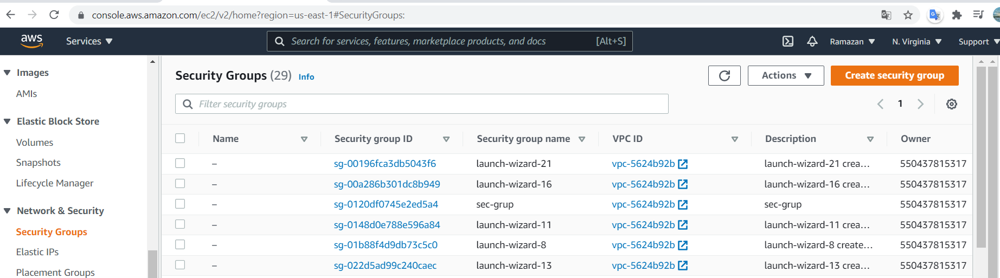 console.aws.amazon.com/ec2/v2/home?region=us-east-1#SecurityGroups:
aws Services Search for services, features, marketplace products, and docs [Alt+S] Ramazan N. Virginia Support
Images
AMIs
Elastic Block Store
Volumes
Snapshots
Lifecycle Manager
Network & Security
Security Groups
Elastic IPs
Placement Groups
Security Groups (29) Info Actions Create security group
Filter security groups 1
Name Security group ID Security group name VPC ID Description Owner
– sg-00196fca3db5043f6 launch-wizard-21 vpc-5624b92b launch-wizard-21 crea... 550437815317
– sg-00a286b301dc8b949 launch-wizard-16 vpc-5624b92b launch-wizard-16 crea... 550437815317
– sg-0120df0745e2ed5a4 sec-grup vpc-5624b92b sec-grup 550437815317
– sg-0148d0e788e596a84 launch-wizard-11 vpc-5624b92b launch-wizard-11 crea... 550437815317
– sg-01b88f4d9db73c5c0 launch-wizard-8 vpc-5624b92b launch-wizard-8 create... 550437815317
– sg-022d5ad99c240caec launch-wizard-13 vpc-5624b92b launch-wizard-13 crea... 550437815317